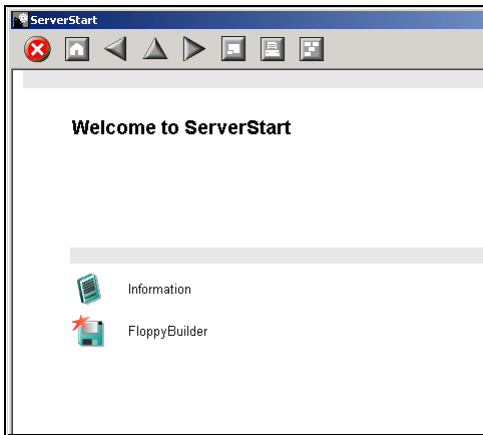 ServerStart
Welcome to ServerStart
Information
FloppyBuilder